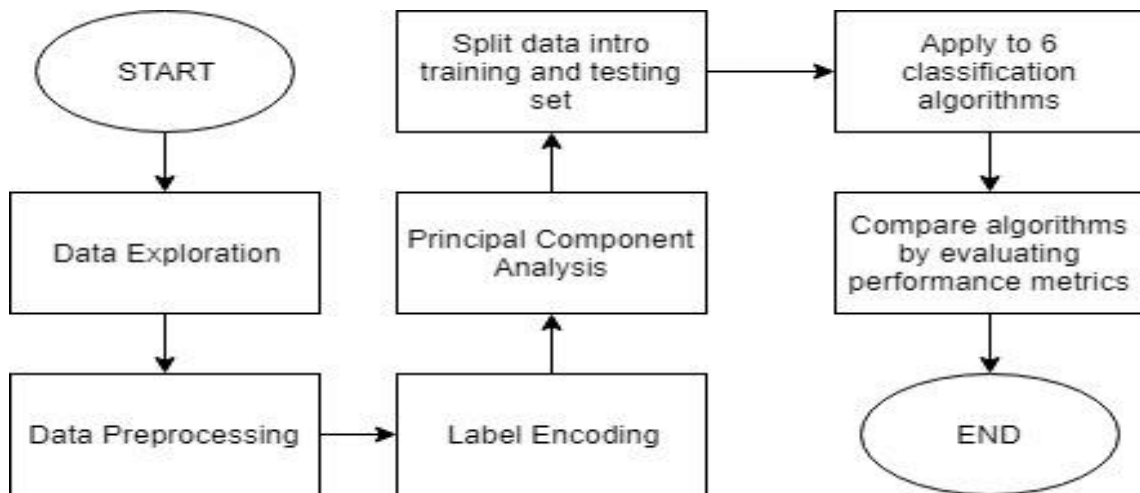 START
Data Exploration
Data Preprocessing
Label Encoding
Principal Component
Analysis
Split data intro
training and testing
set
Apply to 6
classification
algorithms
Compare algorithms
by evaluating
performance metrics
END